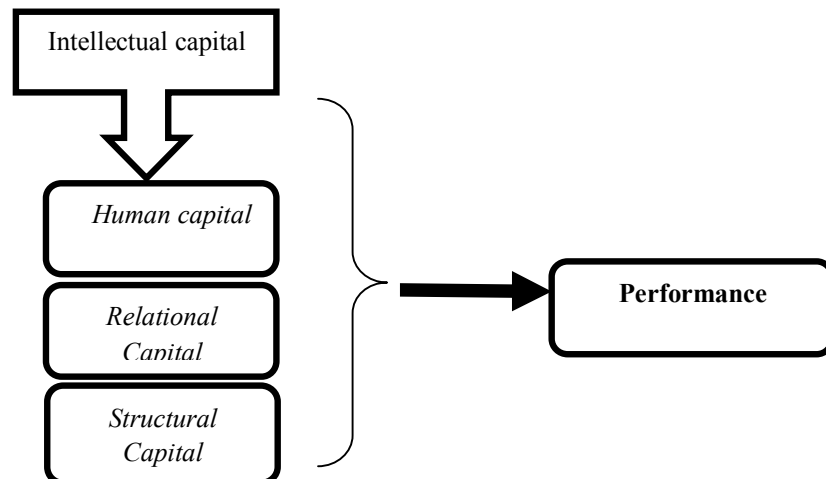 Intellectual capital
Human capital
Relational
Capital
Performance
Structural
Capital